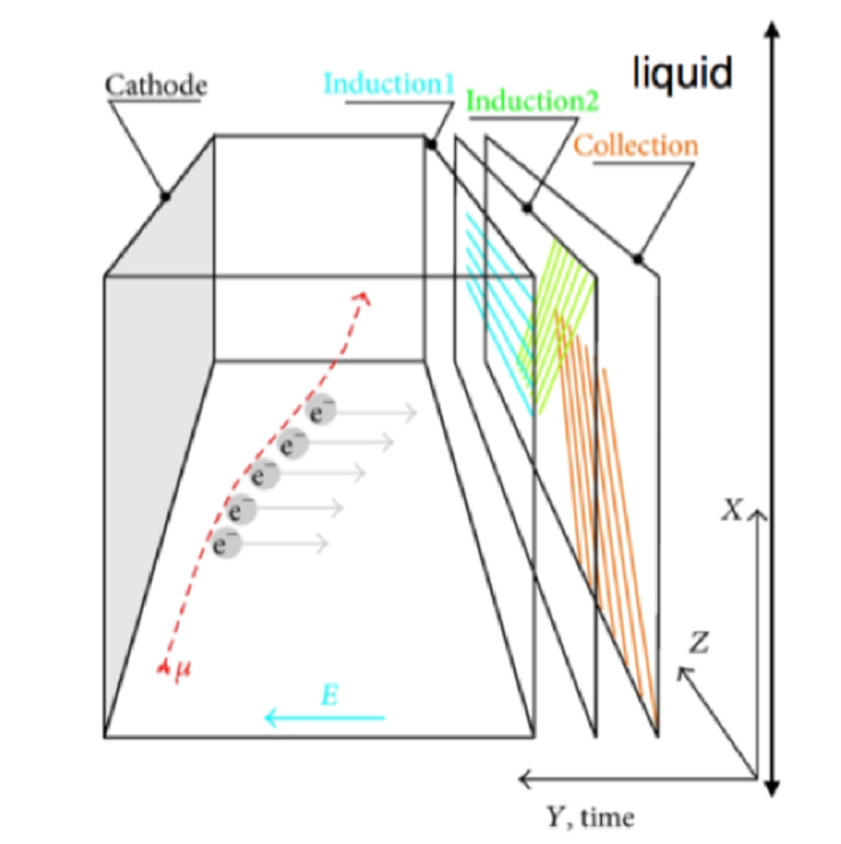 liquid
Cathode
Induction1
Induction2
Collection
e⁻
e⁻
e⁻
e⁻
e⁻
X
Z
μ
E
Y, time